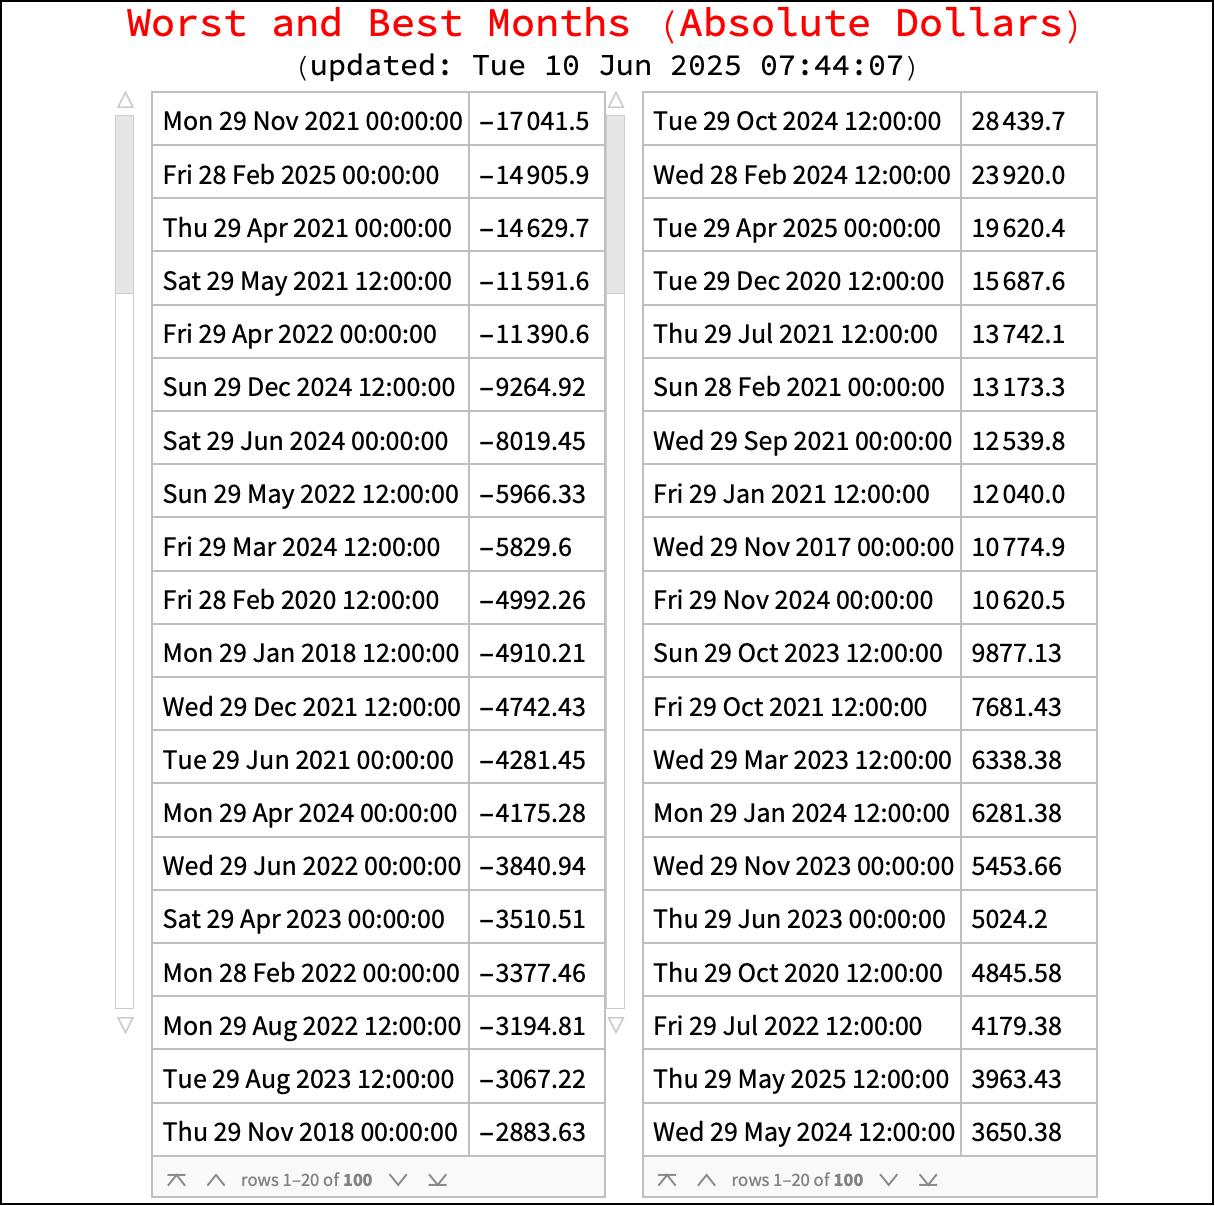 Worst and Best Months (Absolute Dollars)
(updated: Tue 10 Jun 2025 07:44:07)
Mon 29 Nov 2021 00:00:00 −17041.5 Tue 29 Oct 2024 12:00:00 28439.7
Fri 28 Feb 2025 00:00:00 −14905.9 Wed 28 Feb 2024 12:00:00 23920.0
Thu 29 Apr 2021 00:00:00 −14629.7 Tue 29 Apr 2025 00:00:00 19620.4
Sat 29 May 2021 12:00:00 −11591.6 Tue 29 Dec 2020 12:00:00 15687.6
Fri 29 Apr 2022 00:00:00 −11390.6 Thu 29 Jul 2021 12:00:00 13742.1
Sun 29 Dec 2024 12:00:00 −9264.92 Sun 28 Feb 2021 00:00:00 13173.3
Sat 29 Jun 2024 00:00:00 −8019.45 Wed 29 Sep 2021 00:00:00 12539.8
Sun 29 May 2022 12:00:00 −5966.33 Fri 29 Jan 2021 12:00:00 12040.0
Fri 29 Mar 2024 12:00:00 −5829.6 Wed 29 Nov 2017 00:00:00 10774.9
Fri 28 Feb 2020 12:00:00 −4992.26 Fri 29 Nov 2024 00:00:00 10620.5
Mon 29 Jan 2018 12:00:00 −4910.21 Sun 29 Oct 2023 12:00:00 9877.13
Wed 29 Dec 2021 12:00:00 −4742.43 Fri 29 Oct 2021 12:00:00 7681.43
Tue 29 Jun 2021 00:00:00 −4281.45 Wed 29 Mar 2023 12:00:00 6338.38
Mon 29 Apr 2024 00:00:00 −4175.28 Mon 29 Jan 2024 12:00:00 6281.38
Wed 29 Jun 2022 00:00:00 −3840.94 Wed 29 Nov 2023 00:00:00 5453.66
Sat 29 Apr 2023 00:00:00 −3510.51 Thu 29 Jun 2023 00:00:00 5024.2
Mon 28 Feb 2022 00:00:00 −3377.46 Thu 29 Oct 2020 12:00:00 4845.58
Mon 29 Aug 2022 12:00:00 −3194.81 Fri 29 Jul 2022 12:00:00 4179.38
Tue 29 Aug 2023 12:00:00 −3067.22 Thu 29 May 2025 12:00:00 3963.43
Thu 29 Nov 2018 00:00:00 −2883.63 Wed 29 May 2024 12:00:00 3650.38
rows 1–20 of 100 rows 1–20 of 100